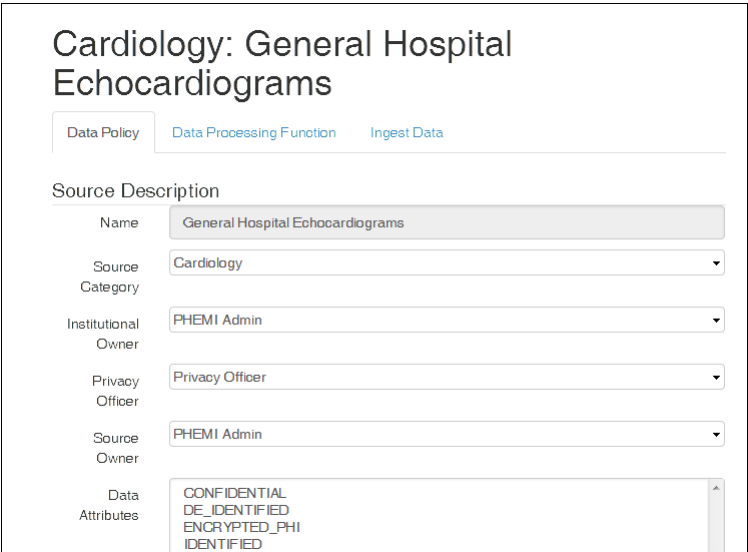 Cardiology: General Hospital
Echocardiograms
Data Policy Data Processing Function Ingest Data
Source Description
Name General Hospital Echocardiograms
Source Category Cardiology
Institutional Owner PHEMI Admin
Privacy Officer Privacy Officer
Source Owner PHEMI Admin
Data Attributes CONFIDENTIAL
DE_IDENTIFIED
ENCRYPTED_PHI
IDENTIFIED